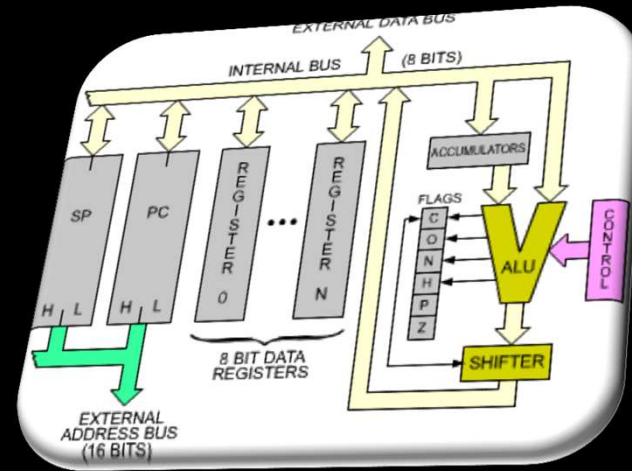 EXTERNAL DATA BUS
INTERNAL BUS (8 BITS)
ACCUMULATORS
SP
PC
REGISTER 0
...
REGISTER N
FLAGS
C
O
N
H
P
Z
ALU
CONTROL
H L
H L
8 BIT DATA
REGISTERS
SHIFTER
EXTERNAL
ADDRESS BUS
(16 BITS)